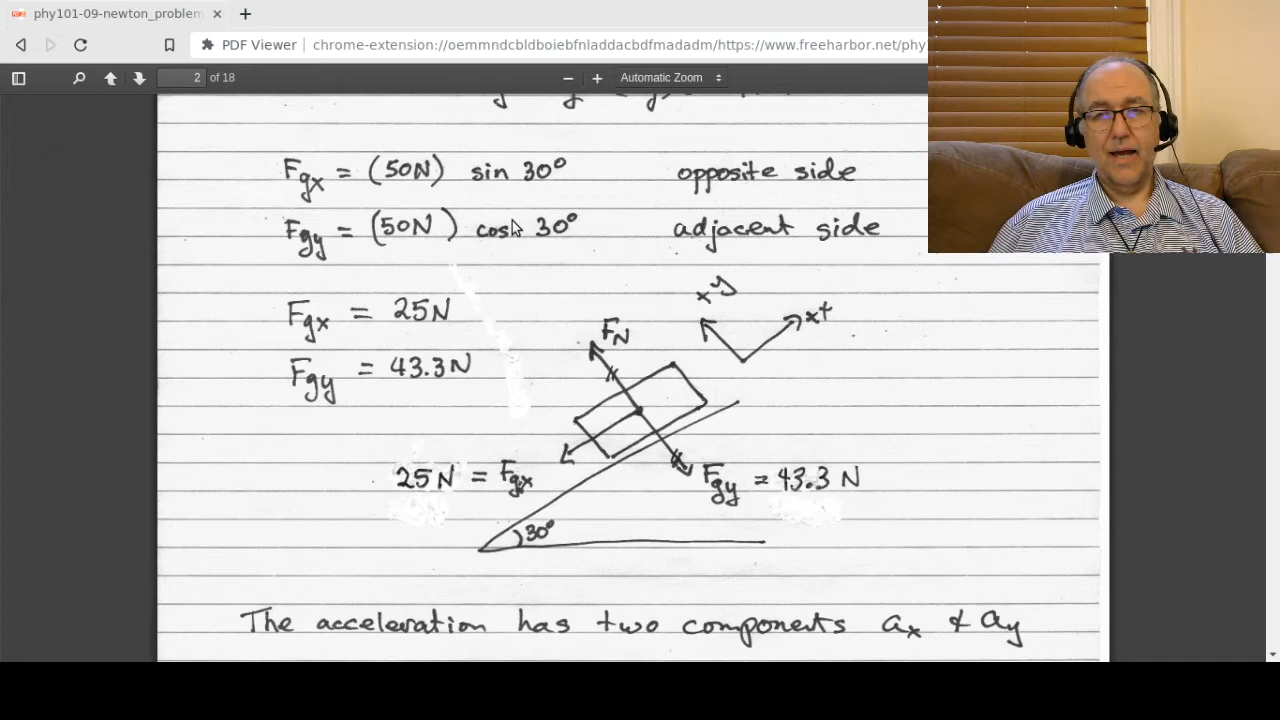 phy101-09-newton_problem
PDF Viewer
chrome-extension://oemmndcbldboiebfnladdacbdfmadadm/https://www.freeharbor.net/phy
2 of 18
Automatic Zoom
Fgx = (50N) sin 30° opposite side
Fgy = (50N) cos 30° adjacent side
Fgx = 25N
Fgy = 43.3 N
FN
x+
25N = Fgx
Fgy = 43.3 N
30°
The acceleration has two components ax & ay